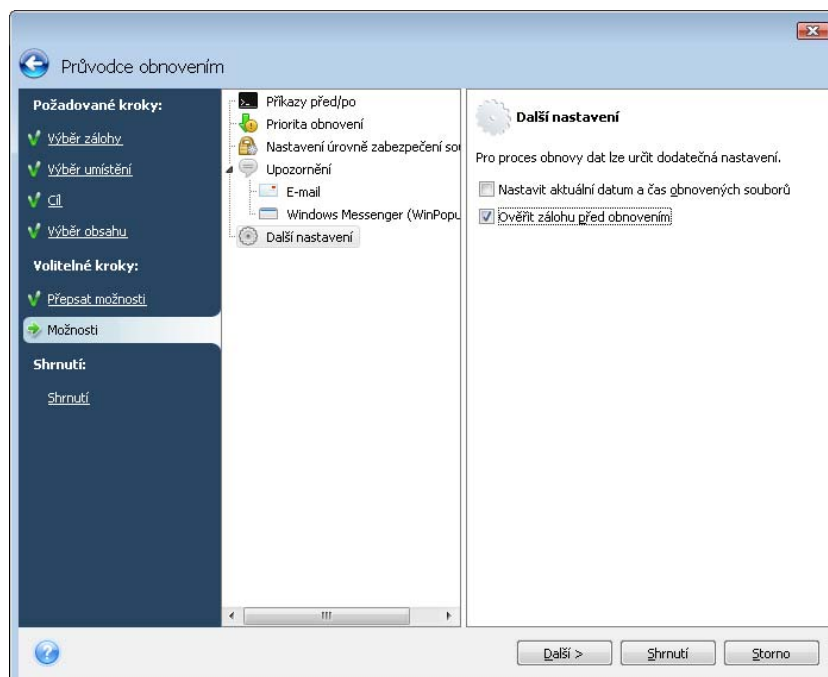 Průvodce obnovením
Požadované kroky:
Výběr zálohy
Výběr umístění
Cíl
Výběr obsahu
Volitelné kroky:
Přepsat možnosti
Možnosti
Shrnutí:
Shrnutí
Příkazy před/po
Priorita obnovení
Nastavení úrovně zabezpečení sou
Upozornění
E-mail
Windows Messenger (WinPopu
Další nastavení
Další nastavení
Pro proces obnovy dat lze určit dodatečná nastavení.
Nastavit aktuální datum a čas obnovených souborů
Ověřit zálohu před obnovením
Další >
Shrnutí
Storno